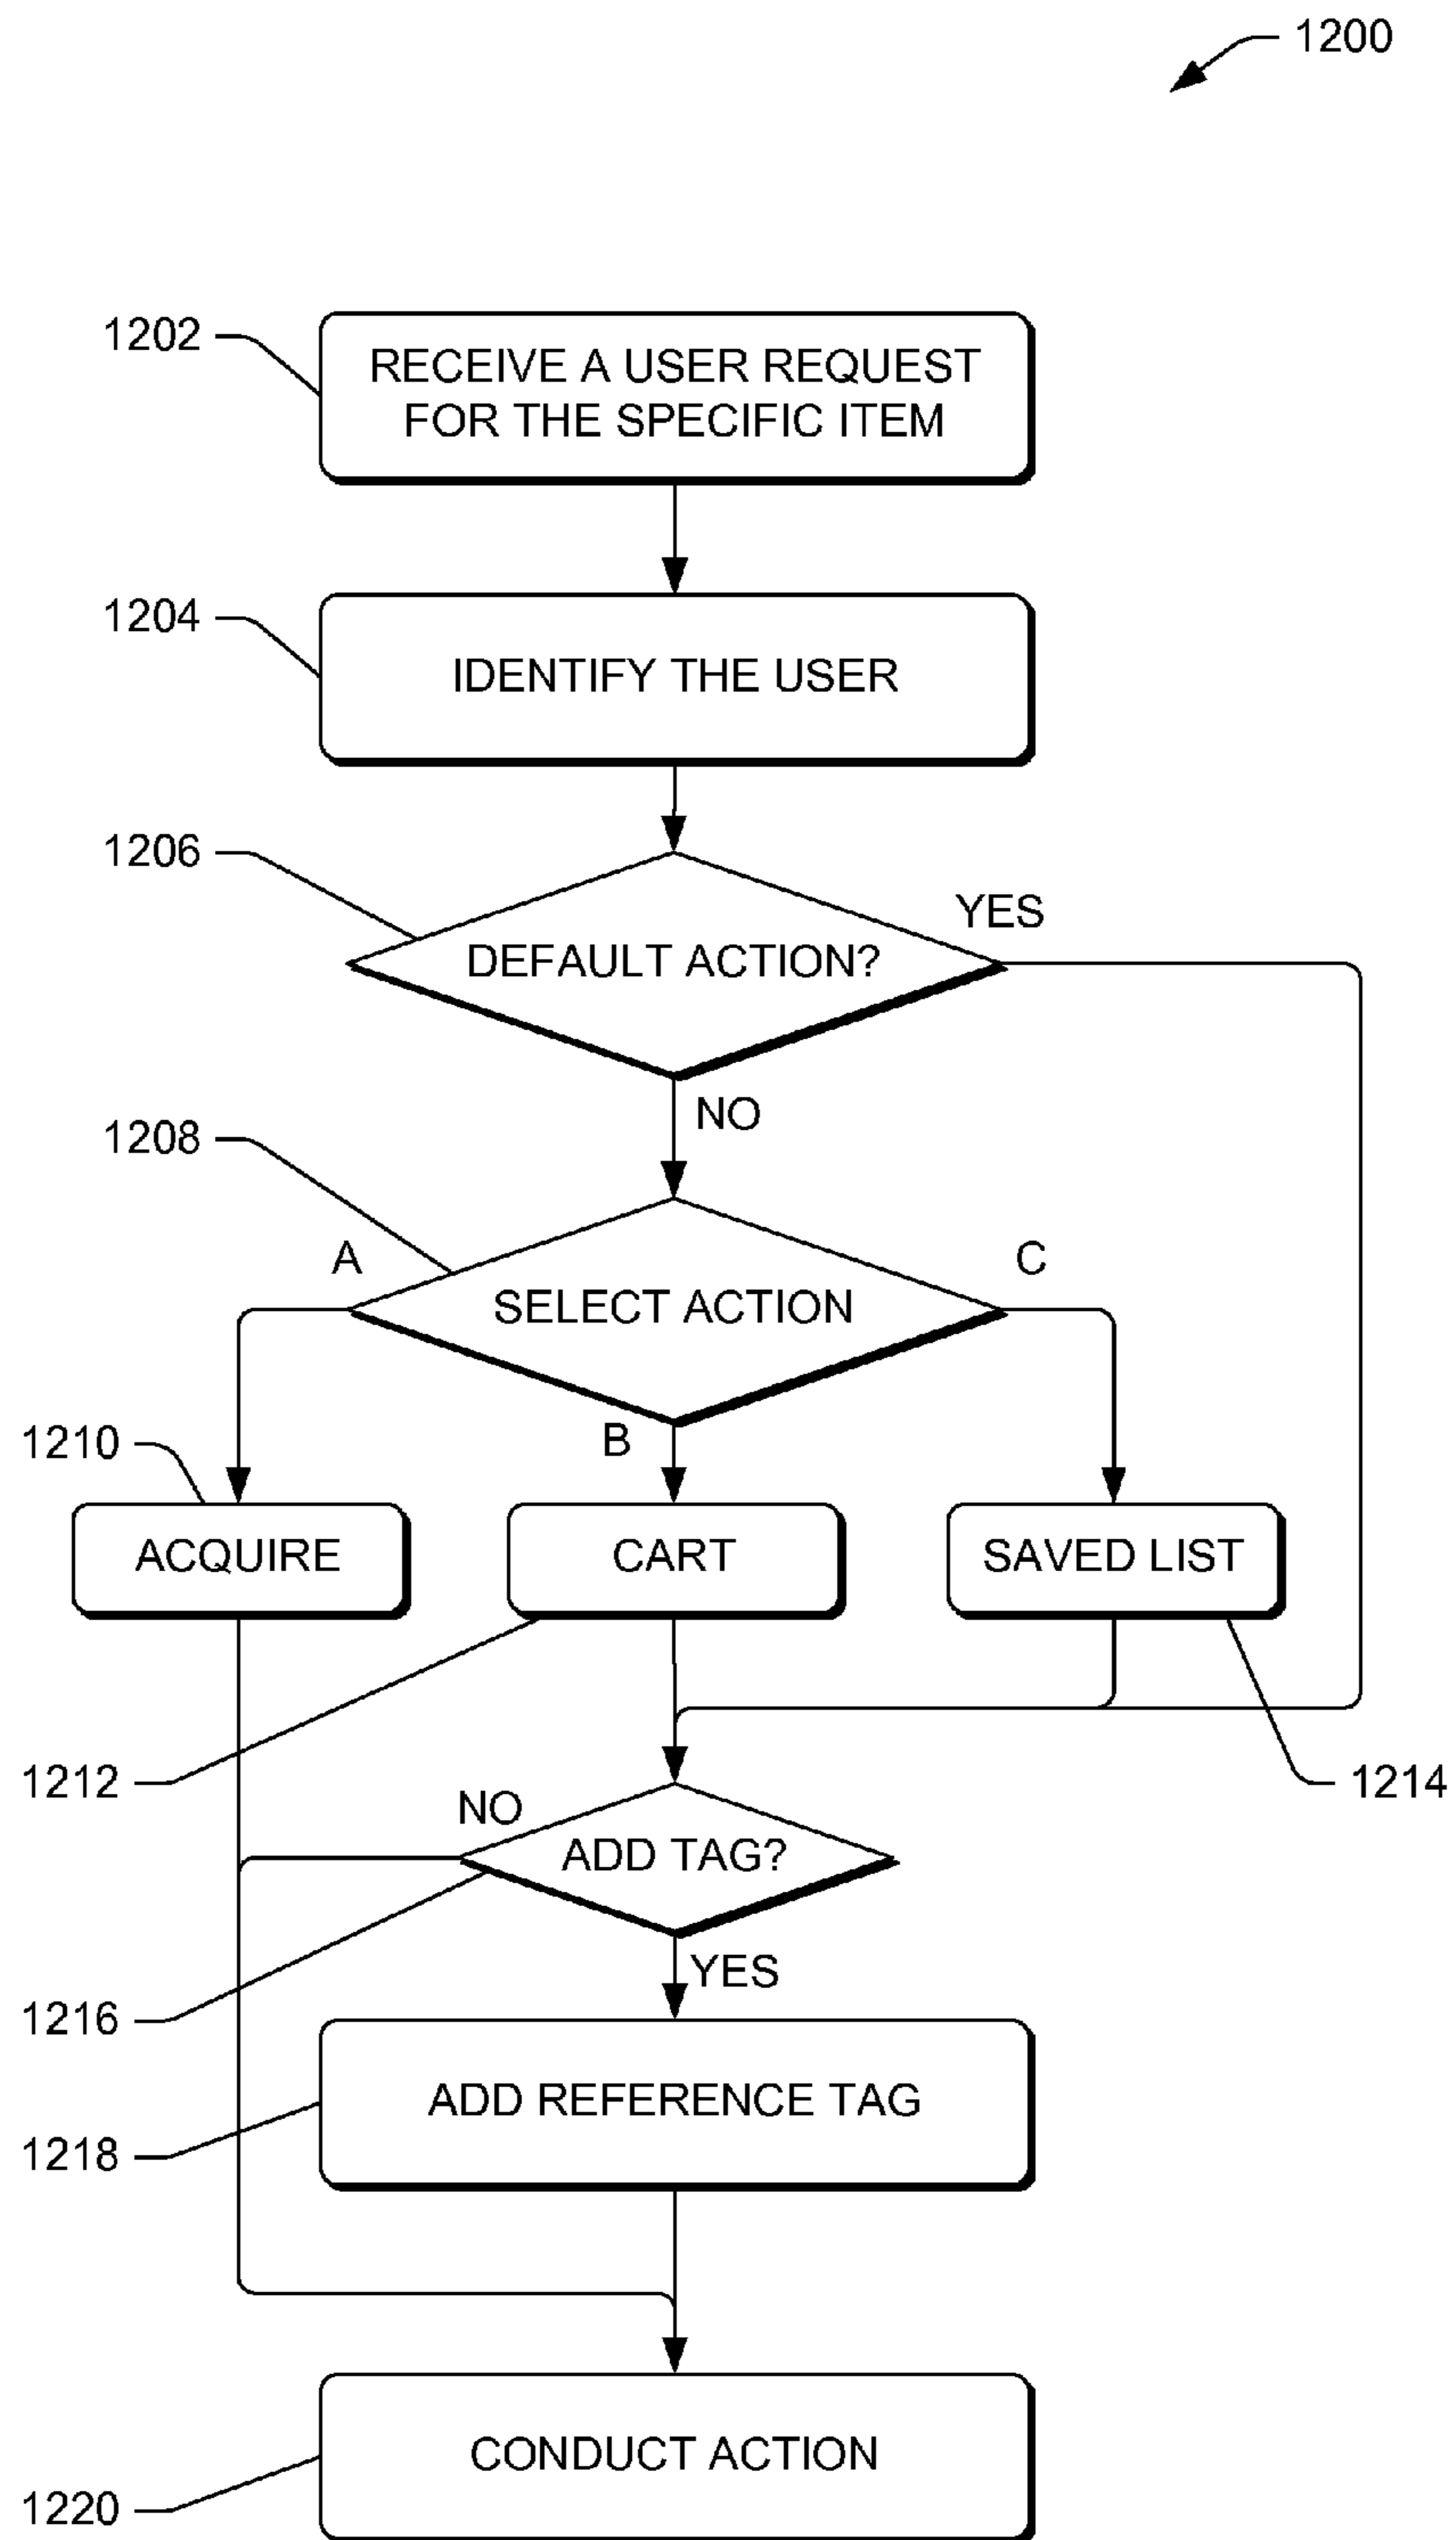 1200
1202
RECEIVE A USER REQUEST
FOR THE SPECIFIC ITEM
1204
IDENTIFY THE USER
1206
YES
DEFAULT ACTION?
NO
1208
A
C
SELECT ACTION
B
1210
ACQUIRE
CART
SAVED LIST
1212
1214
NO
ADD TAG?
YES
1216
ADD REFERENCE TAG
1218
CONDUCT ACTION
1220